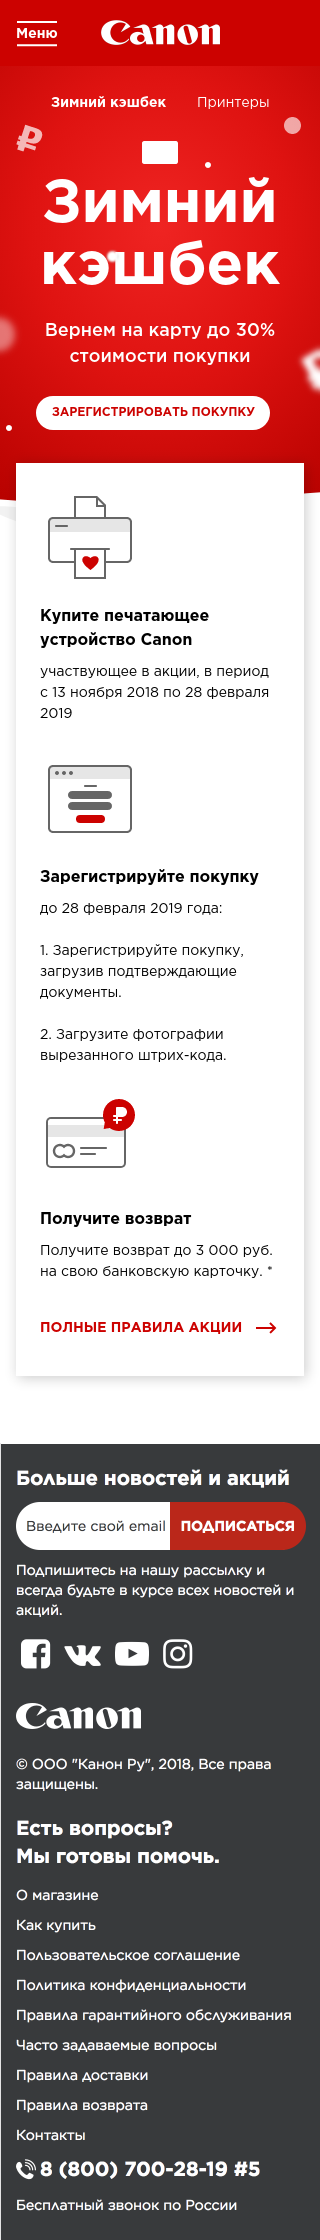 Меню
Canon
Зимний кэшбек Принтеры
Зимний
кэшбек
Вернем на карту до 30%
стоимости покупки
ЗАРЕГИСТРИРОВАТЬ ПОКУПКУ
Купите печатающее
устройство Canon
участвующее в акции, в период
с 13 ноября 2018 по 28 февраля
2019
Зарегистрируйте покупку
до 28 февраля 2019 года:
1. Зарегистрируйте покупку,
загрузив подтверждающие
документы.
2. Загрузите фотографии
вырезанного штрих-кода.
Получите возврат
Получите возврат до 3 000 руб.
на свою банковскую карточку. *
ПОЛНЫЕ ПРАВИЛА АКЦИИ
Больше новостей и акций
Введите свой email ПОДПИСАТЬСЯ
Подпишитесь на нашу рассылку и
всегда будьте в курсе всех новостей и
акций.
Canon
© ООО "Канон Ру", 2018, Все права
защищены.
Есть вопросы?
Мы готовы помочь.
О магазине
Как купить
Пользовательское соглашение
Политика конфиденциальности
Правила гарантийного обслуживания
Часто задаваемые вопросы
Правила доставки
Правила возврата
Контакты
8 (800) 700-28-19 #5
Бесплатный звонок по России